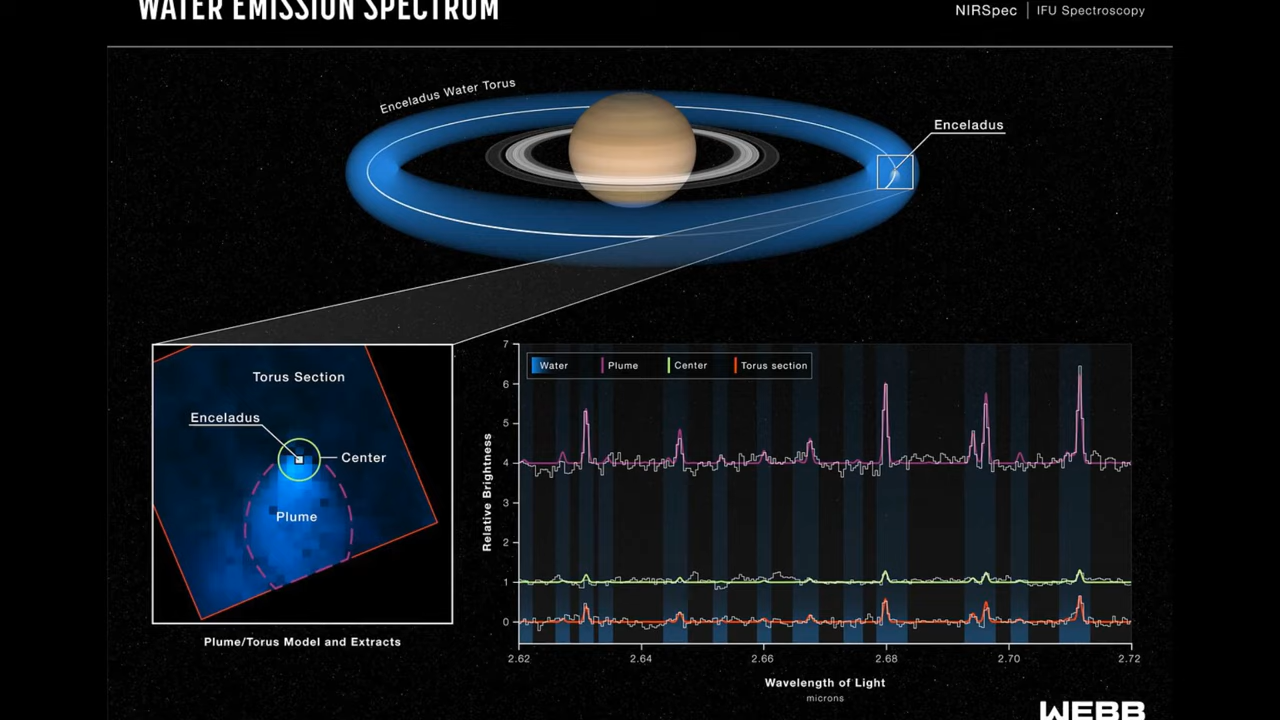 WATER EMISSION SPECTRUM
NIRSpec | IFU Spectroscopy
Enceladus Water Torus
Enceladus
Torus Section
Enceladus
Center
Plume
Plume/Torus Model and Extracts
Water Plume Center Torus section
Relative Brightness
7
6
5
4
3
2
1
0
2.62 2.64 2.66 2.68 2.70 2.72
Wavelength of Light
microns
WEBB